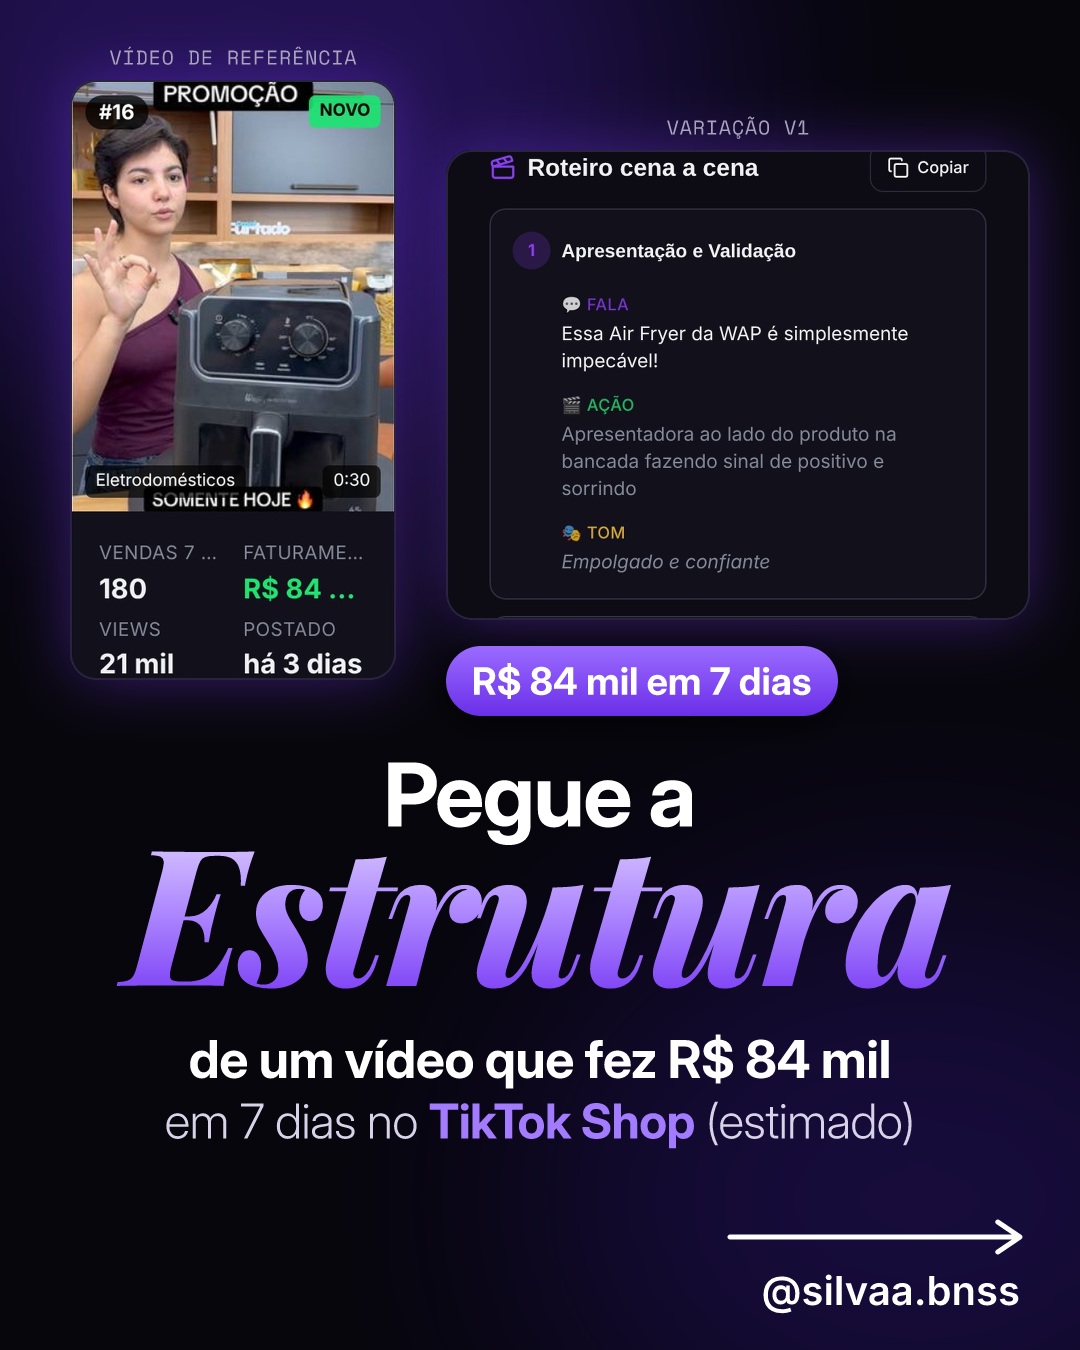 VÍDEO DE REFERÊNCIA
PROMOÇÃO
#16
NOVO
Furtado
Eletrodomésticos
0:30
SOMENTE HOJE 🔥
VENDAS 7 ...
FATURAME...
180
R$ 84 ...
VIEWS
POSTADO
21 mil
há 3 dias
VARIAÇÃO V1
Roteiro cena a cena
Copiar
1
Apresentação e Validação
💬 FALA
Essa Air Fryer da WAP é simplesmente
impecável!
🎬 AÇÃO
Apresentadora ao lado do produto na
bancada fazendo sinal de positivo e
sorrindo
🎭 TOM
Empolgado e confiante
R$ 84 mil em 7 dias
Pegue a
Estrutura
de um vídeo que fez R$ 84 mil
em 7 dias no TikTok Shop (estimado)
@silvaa.bnss